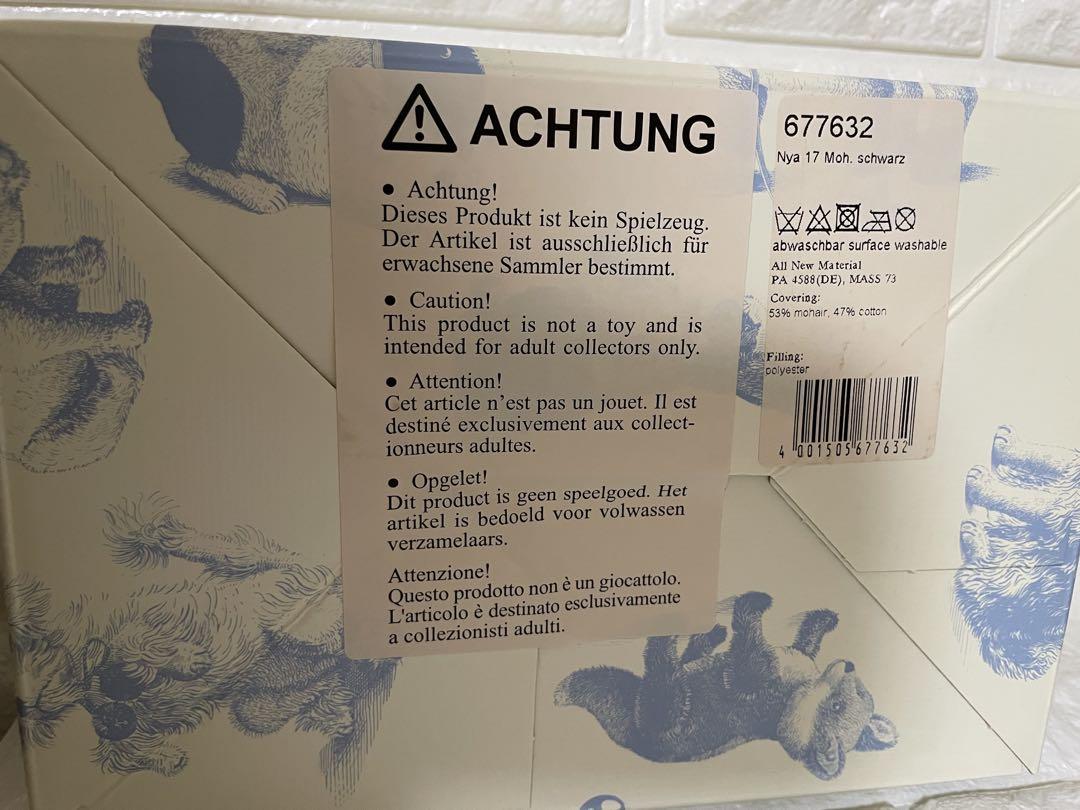 ACHTUNG
● Achtung!
Dieses Produkt ist kein Spielzeug.
Der Artikel ist ausschließlich für
erwachsene Sammler bestimmt.
● Caution!
This product is not a toy and is
intended for adult collectors only.
● Attention!
Cet article n'est pas un jouet. Il est
destiné exclusivement aux collect-
ionneurs adultes.
● Opgelet!
Dit product is geen speelgoed. Het
artikel is bedoeld voor volwassen
verzamelaars.
Attenzione!
Questo prodotto non è un giocattolo.
L'articolo è destinato esclusivamente
a collezionisti adulti.
677632
Nya 17 Moh. schwarz
abwaschbar surface washable
All New Material
PA 4588(DE), MASS 73
Covering:
53% mohair, 47% cotton
Filling:
polyester
4 001505 677632